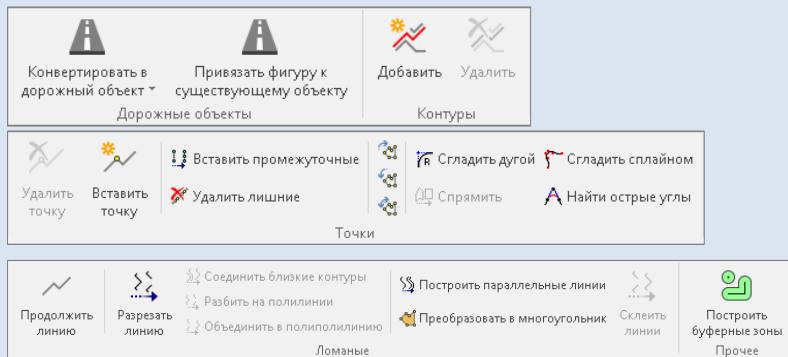 Конвертировать в
дорожный объект
Привязать фигуру к
существующему объекту
Дорожные объекты
Добавить
Удалить
Контуры
Удалить
точку
Вставить
точку
Вставить промежуточные
Удалить лишние
R Сгладить дугой
Сгладить сплайном
Спрямить
Найти острые углы
Точки
Продолжить
линию
Разрезать
линию
Соединить близкие контуры
Разбить на полилинии
Объединить в полиполилинию
Построить параллельные линии
Преобразовать в многоугольник
Склеить
линии
Ломаные
Построить
буферные зоны
Прочее